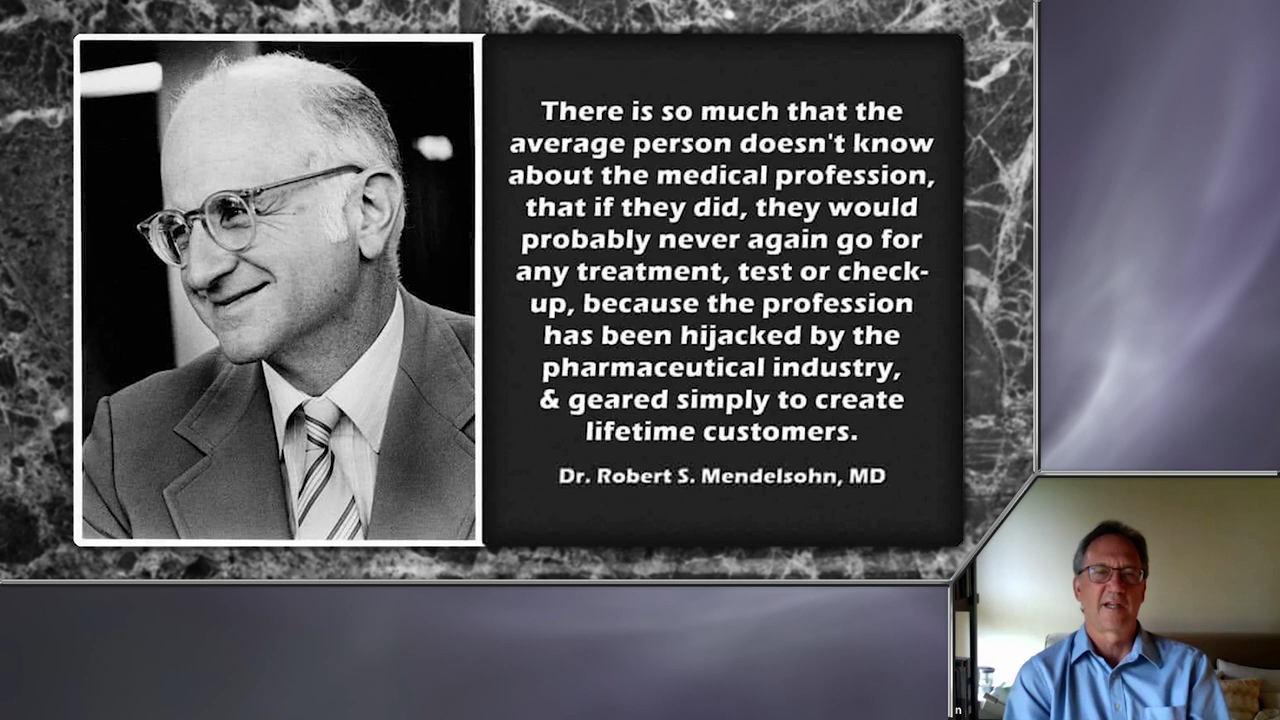 There is so much that the
average person doesn't know
about the medical profession,
that if they did, they would
probably never again go for
any treatment, test or check-
up, because the profession
has been hijacked by the
pharmaceutical industry,
& geared simply to create
lifetime customers.
Dr. Robert S. Mendelsohn, MD
n